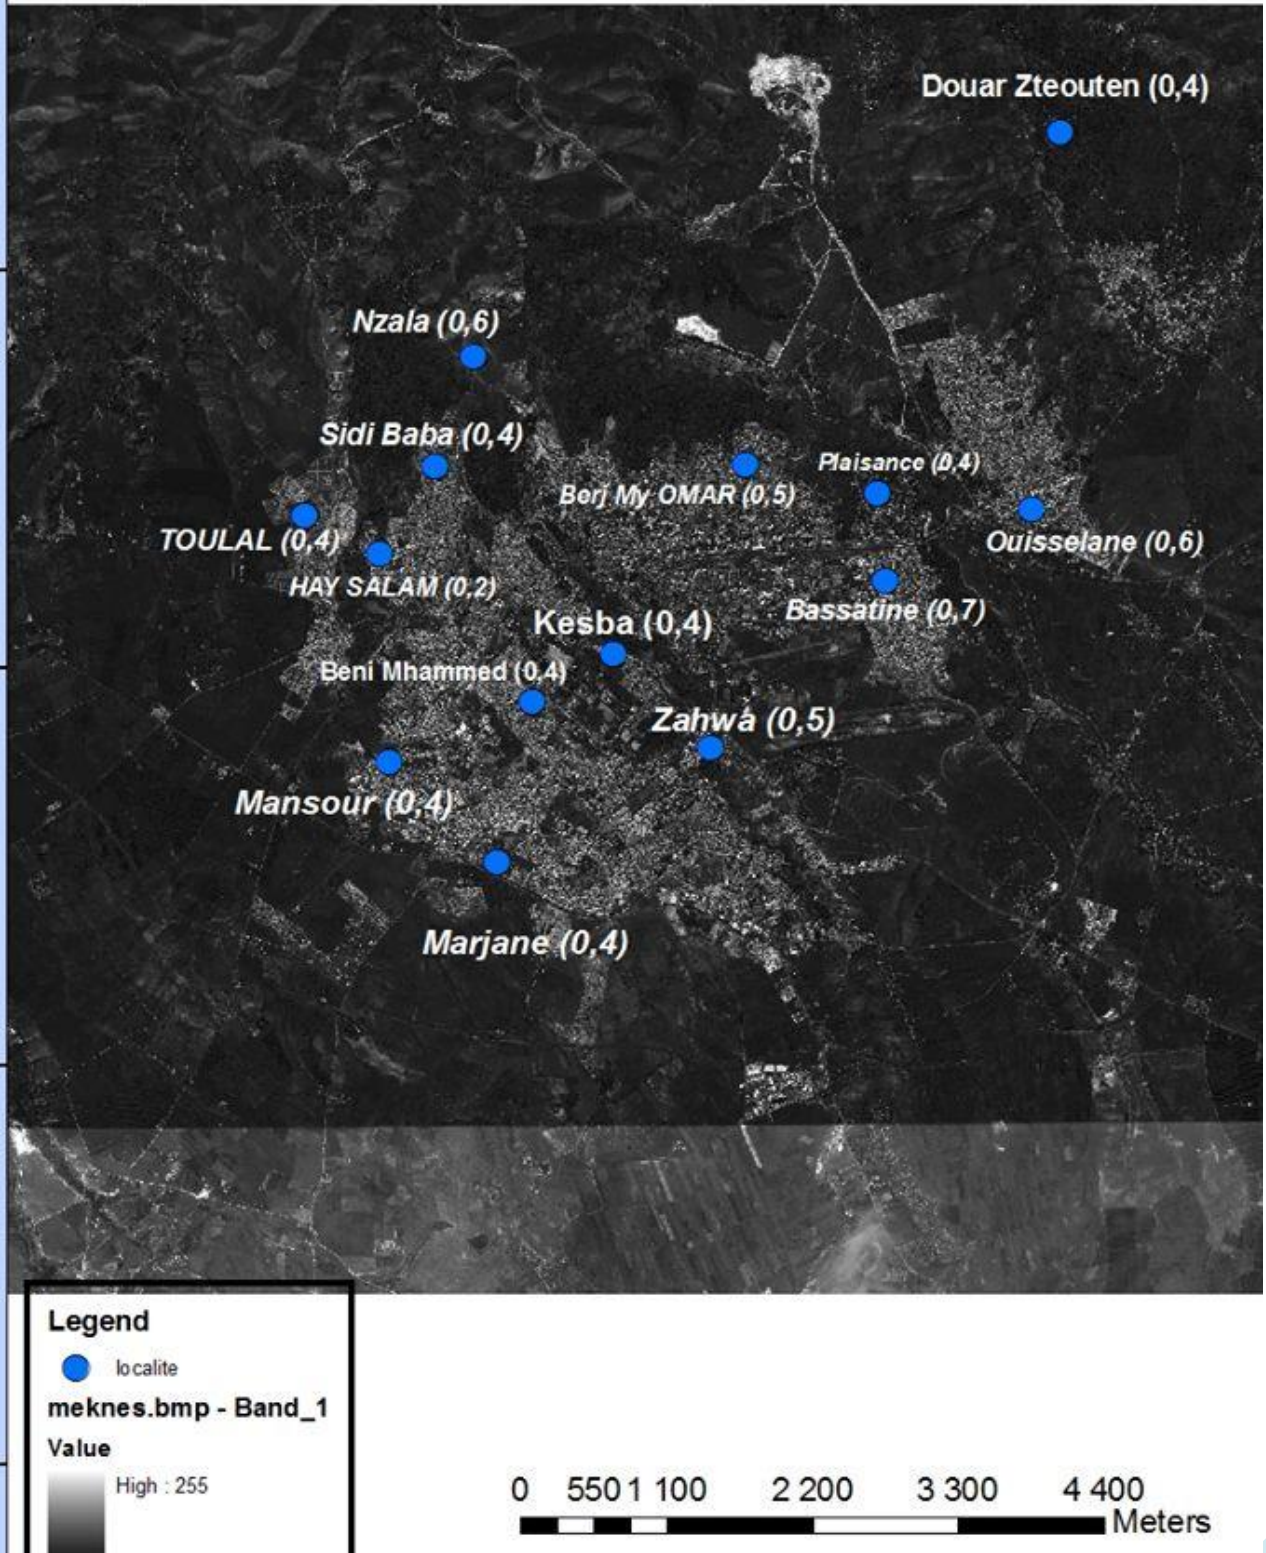 Douar Zteouten (0,4)
Nzala (0,6)
Sidi Baba (0,4)
Plaisance (0,4)
Berj My OMAR (0,5)
TOULAL (0,4)
Ouisselane (0,6)
HAY SALAM (0,2)
Bassatine (0,7)
Kesba (0,4)
Beni Mhammed (0,4)
Zahwa (0,5)
Mansour (0,4)
Marjane (0,4)
Legend
localite
meknes.bmp - Band_1
Value
High : 255
0 550 1 100 2 200 3 300 4 400
Meters